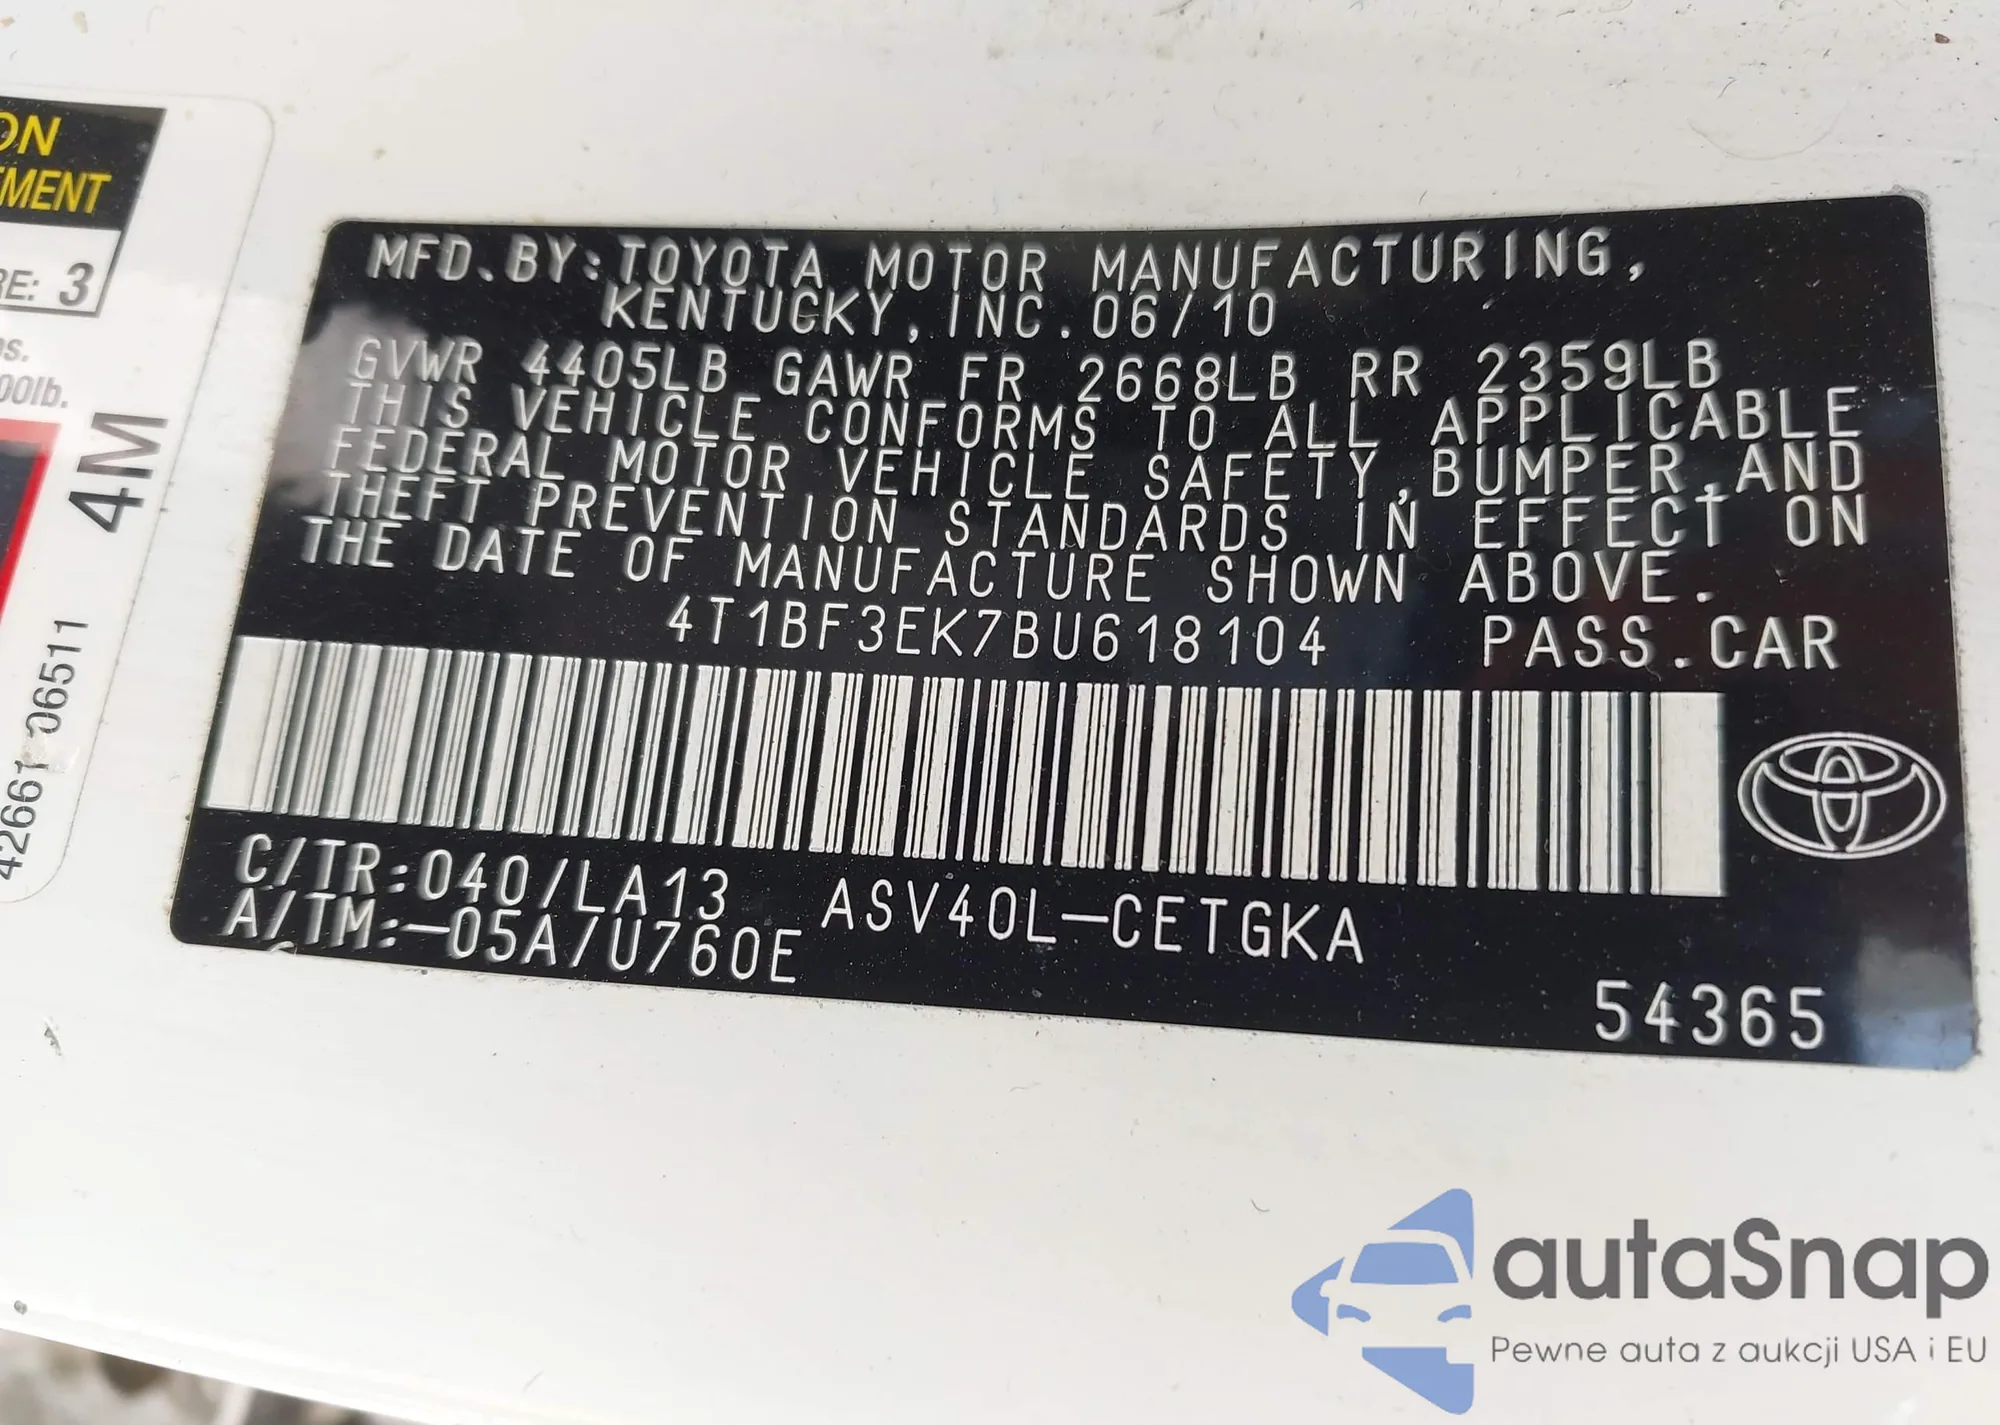 ON
EMENT
RE: 3
os.
00lb.
4M
42661 06511
MFD.BY:TOYOTA MOTOR MANUFACTURING,
KENTUCKY,INC.06/10
GVWR 4405LB GAWR FR 2668LB RR 2359LB
THIS VEHICLE CONFORMS TO ALL APPLICABLE
FEDERAL MOTOR VEHICLE SAFETY,BUMPER,AND
THEFT PREVENTION STANDARDS IN EFFECT ON
THE DATE OF MANUFACTURE SHOWN ABOVE.
4T1BF3EK7BU618104 PASS.CAR
C/TR:040/LA13 ASV40L-CETGKA
A/TM:-05A/U760E
54365
autaSnap
Pewne auta z aukcji USA i EU